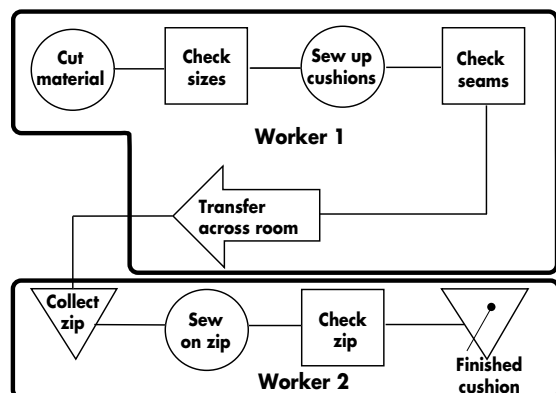 Cut
material
Check
sizes
Sew up
cushions
Check
seams
Worker 1
Transfer
across room
Collect
zip
Sew
on zip
Check
zip
Finished
cushion
Worker 2